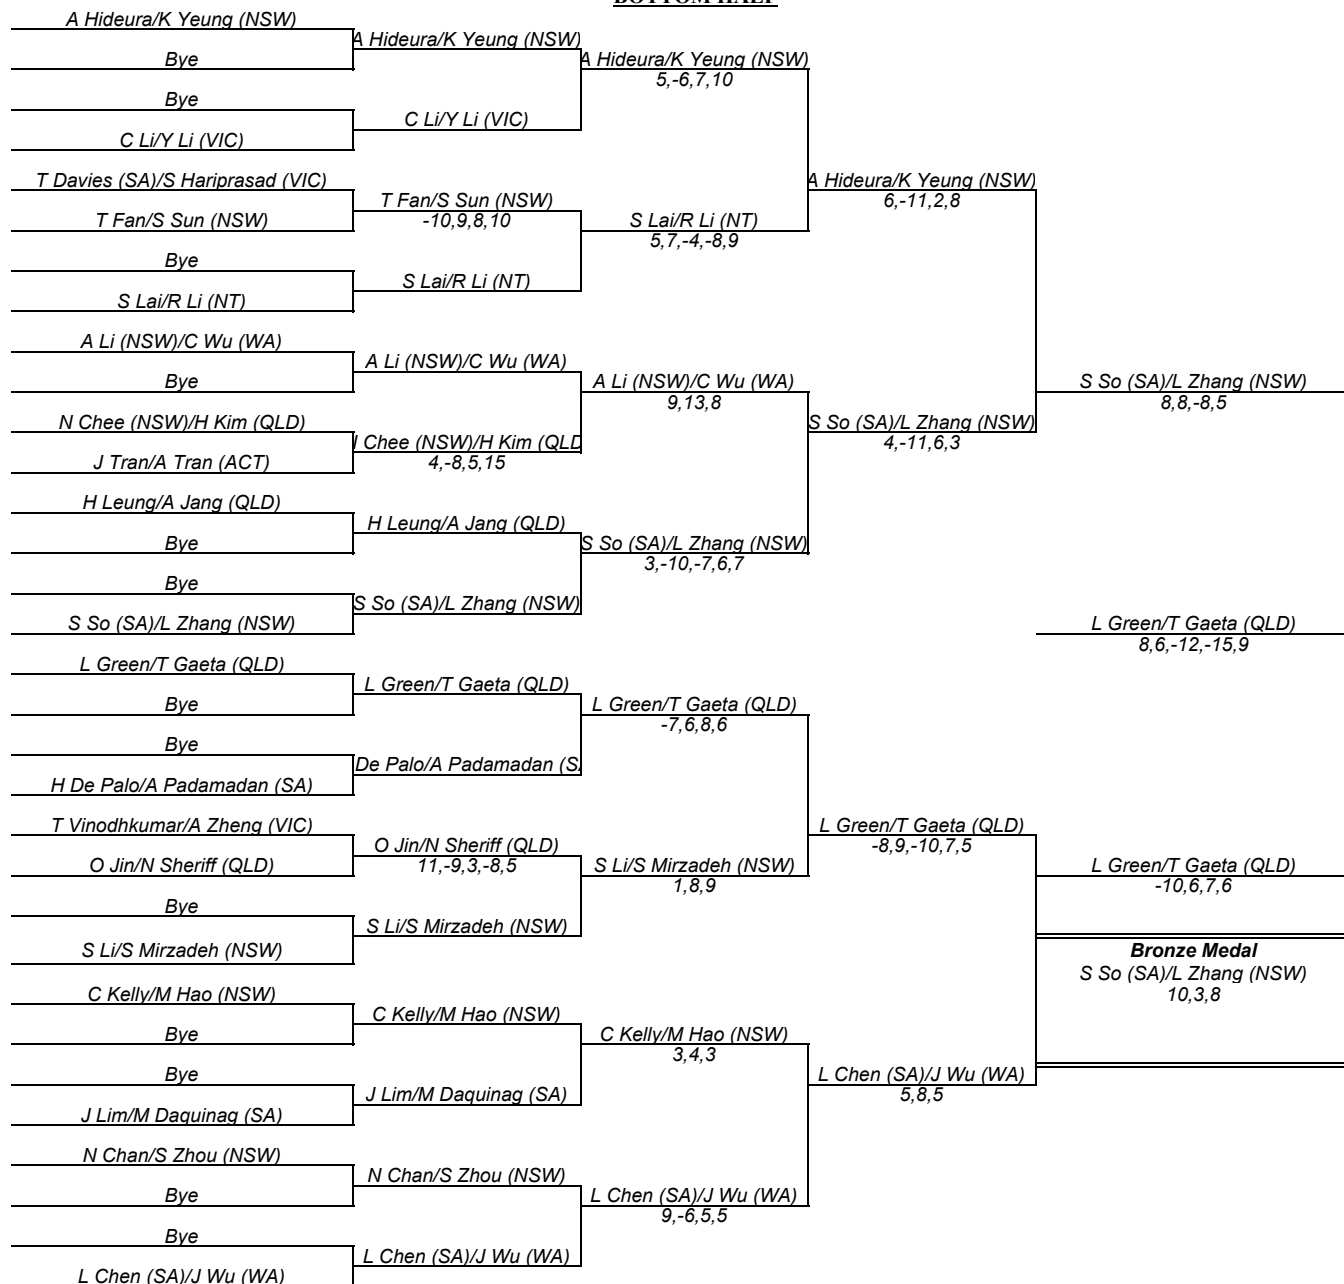 BOTTOM HALF
A Hideura/K Yeung (NSW)
Bye
Bye
C Li/Y Li (VIC)
T Davies (SA)/S Hariprasad (VIC)
T Fan/S Sun (NSW)
Bye
S Lai/R Li (NT)
A Li (NSW)/C Wu (WA)
Bye
N Chee (NSW)/H Kim (QLD)
J Tran/A Tran (ACT)
H Leung/A Jang (QLD)
Bye
Bye
S So (SA)/L Zhang (NSW)
L Green/T Gaeta (QLD)
Bye
Bye
H De Palo/A Padamadan (SA)
T Vinodhkumar/A Zheng (VIC)
O Jin/N Sheriff (QLD)
Bye
S Li/S Mirzadeh (NSW)
C Kelly/M Hao (NSW)
Bye
Bye
J Lim/M Daquinag (SA)
N Chan/S Zhou (NSW)
Bye
Bye
L Chen (SA)/J Wu (WA)
A Hideura/K Yeung (NSW)
C Li/Y Li (VIC)
T Fan/S Sun (NSW)
-10,9,8,10
S Lai/R Li (NT)
A Li (NSW)/C Wu (WA)
Chee (NSW)/H Kim (QLD
4,-8,5,15
H Leung/A Jang (QLD)
S So (SA)/L Zhang (NSW)
L Green/T Gaeta (QLD)
De Palo/A Padamadan (S
O Jin/N Sheriff (QLD)
11,-9,3,-8,5
S Li/S Mirzadeh (NSW)
C Kelly/M Hao (NSW)
J Lim/M Daquinag (SA)
N Chan/S Zhou (NSW)
L Chen (SA)/J Wu (WA)
A Hideura/K Yeung (NSW)
5,-6,7,10
S Lai/R Li (NT)
5,7,-4,-8,9
A Li (NSW)/C Wu (WA)
9,13,8
S So (SA)/L Zhang (NSW)
3,-10,-7,6,7
L Green/T Gaeta (QLD)
-7,6,8,6
S Li/S Mirzadeh (NSW)
1,8,9
C Kelly/M Hao (NSW)
3,4,3
L Chen (SA)/J Wu (WA)
9,-6,5,5
A Hideura/K Yeung (NSW)
6,-11,2,8
S So (SA)/L Zhang (NSW)
4,-11,6,3
L Green/T Gaeta (QLD)
-8,9,-10,7,5
L Chen (SA)/J Wu (WA)
5,8,5
S So (SA)/L Zhang (NSW)
8,8,-8,5
L Green/T Gaeta (QLD)
8,6,-12,-15,9
L Green/T Gaeta (QLD)
-10,6,7,6
Bronze Medal
S So (SA)/L Zhang (NSW)
10,3,8